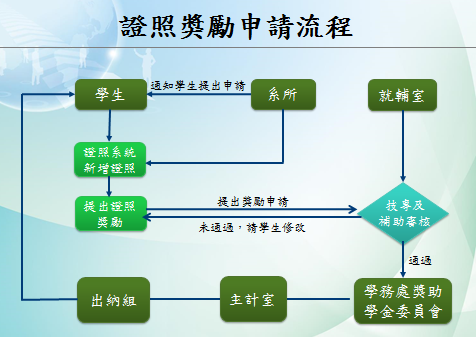 證照獎勵申請流程
學生
通知學生提出申請
系所
就輔室
證照系統
新增證照
提出證照
獎勵
提出獎勵申請
未通過，請學生修改
技專及
補助審核
通過
出納組
主計室
學務處獎助
學金委員會